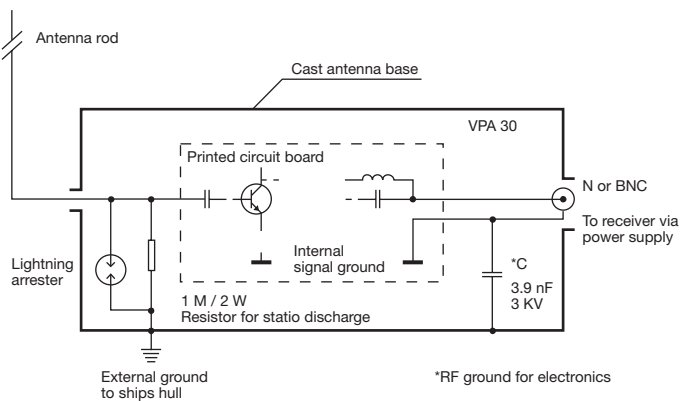 Antenna rod
Cast antenna base
VPA 30
Printed circuit board
N or BNC
To receiver via
power supply
Internal
signal ground
Lightning
arrester
*C
3.9 nF
3 KV
1 M / 2 W
Resistor for statio discharge
External ground
to ships hull
*RF ground for electronics